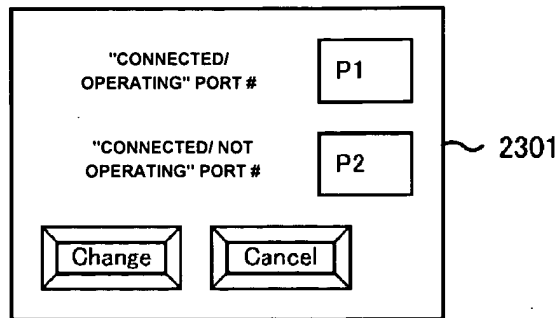 "CONNECTED/
OPERATING" PORT #
P1
"CONNECTED/ NOT
OPERATING" PORT #
P2
2301
Change
Cancel